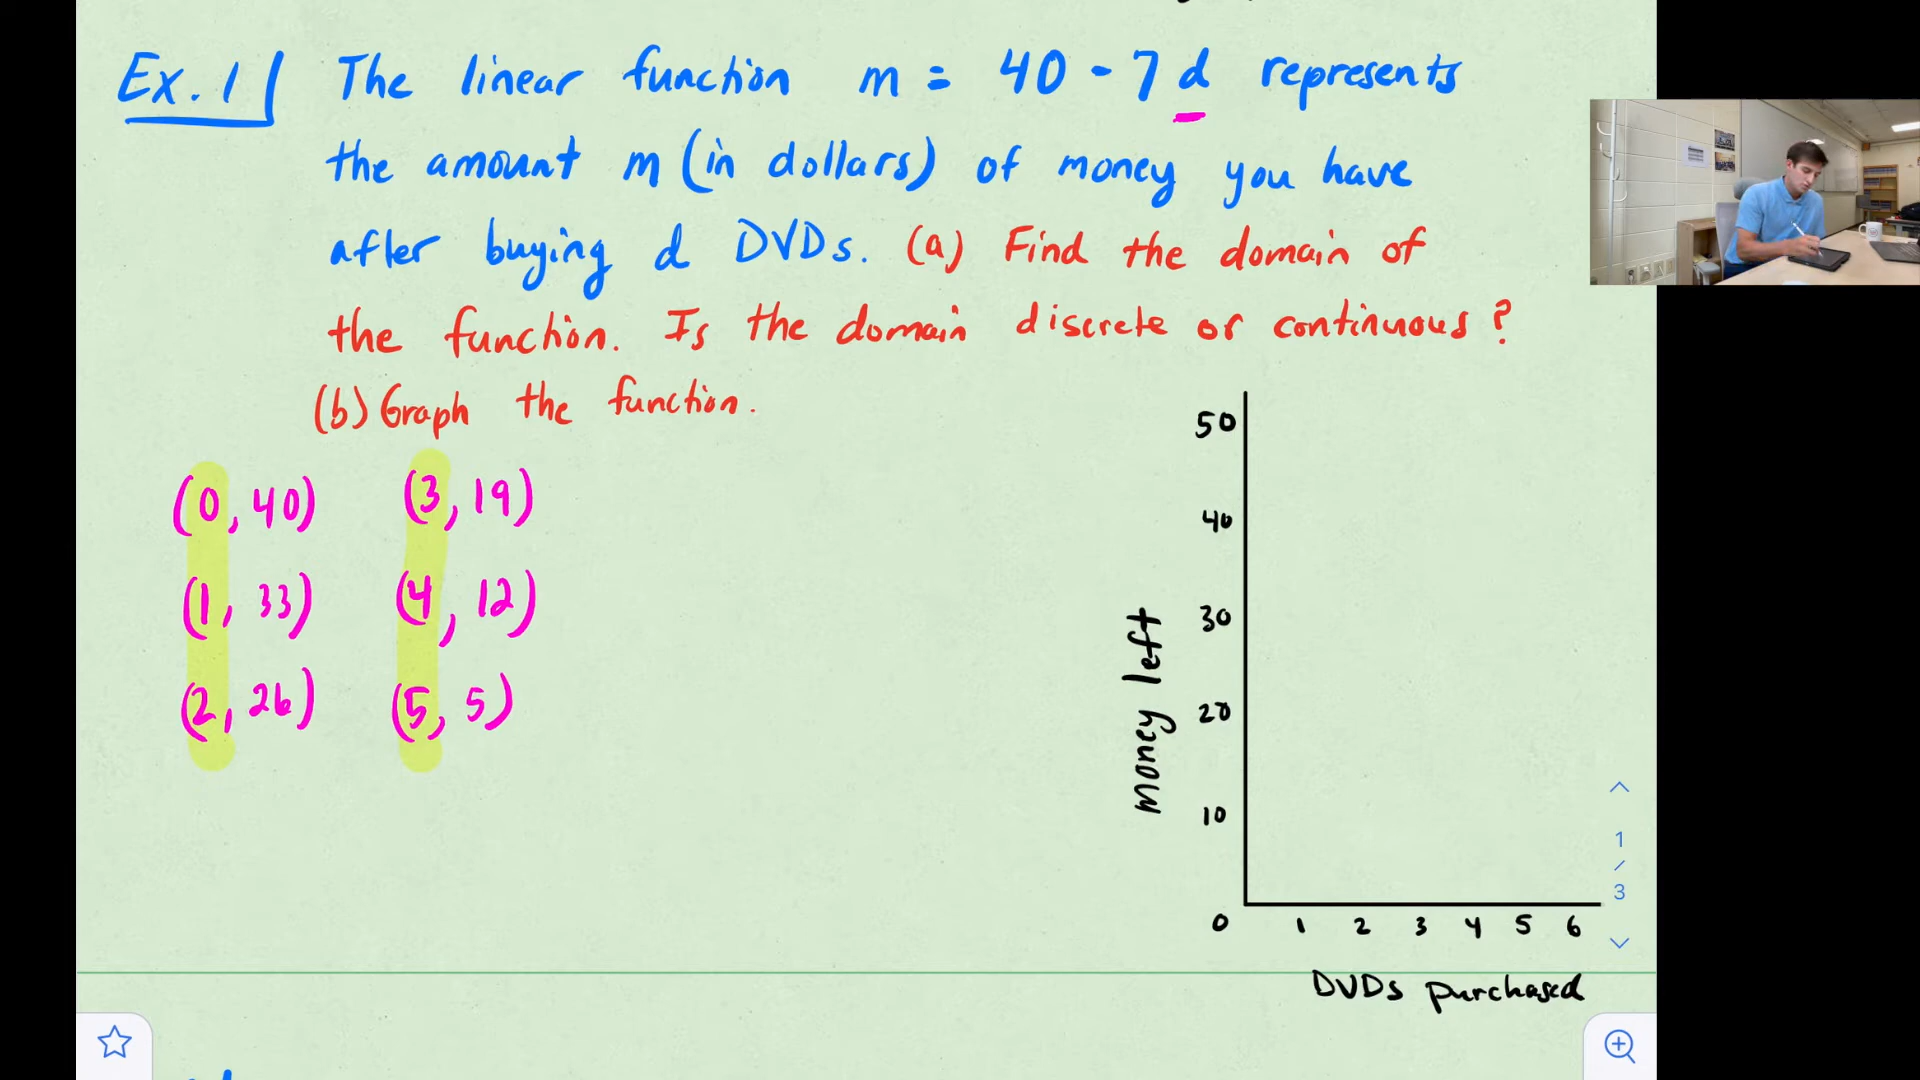 Ex. 1 The linear function m = 40 - 7d represents
the amount m (in dollars) of money you have
after buying d DVDs. (a) Find the domain of
the function. Is the domain discrete or continuous?
(b) Graph the function.
(0, 40) (3, 19)
(1, 33) (4, 12)
(2, 26) (5, 5)
50
40
30
20
10
0 1 2 3 4 5 6
money left
DVDs purchased
1
/
3